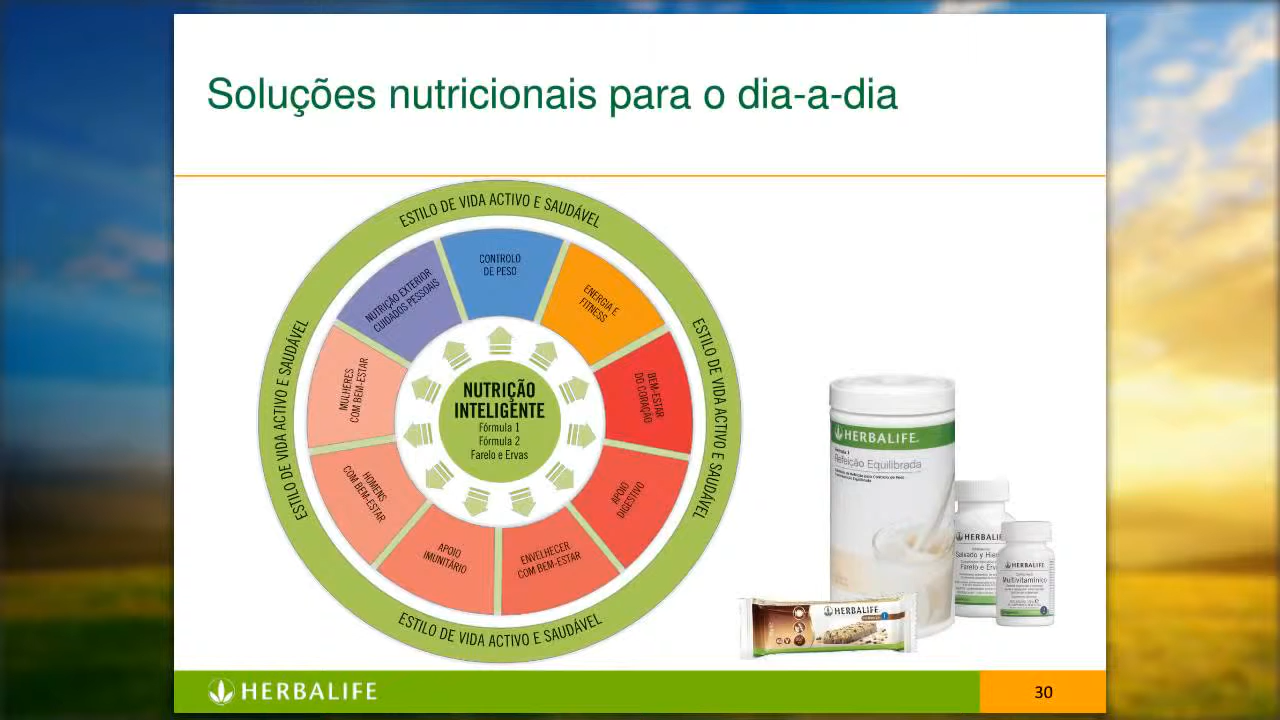 Soluções nutricionais para o dia-a-dia
ESTILO DE VIDA ACTIVO E SAUDÁVEL
CONTROLO
DE PESO
ENERGIA E
FITNESS
BEM-ESTAR
DO CORAÇÃO
APOIO
DIGESTIVO
ENVELHECER
COM BEM-ESTAR
APOIO
IMUNITÁRIO
HOMENS
COM BEM-ESTAR
MULHERES
COM BEM-ESTAR
NUTRIÇÃO EXTERIOR
CUIDADOS PESSOAIS
ESTILO DE VIDA ACTIVO E SAUDÁVEL
ESTILO DE VIDA ACTIVO E SAUDÁVEL
ESTILO DE VIDA ACTIVO E SAUDÁVEL
NUTRIÇÃO
INTELIGENTE
Fórmula 1
Fórmula 2
Farelo e Ervas
HERBALIFE
Fórmula 1
Refeição Equilibrada
HERBALIFE
Salvado y
Farelo e
HERBALIFE
Multivitamínico
HERBALIFE
HERBALIFE
30